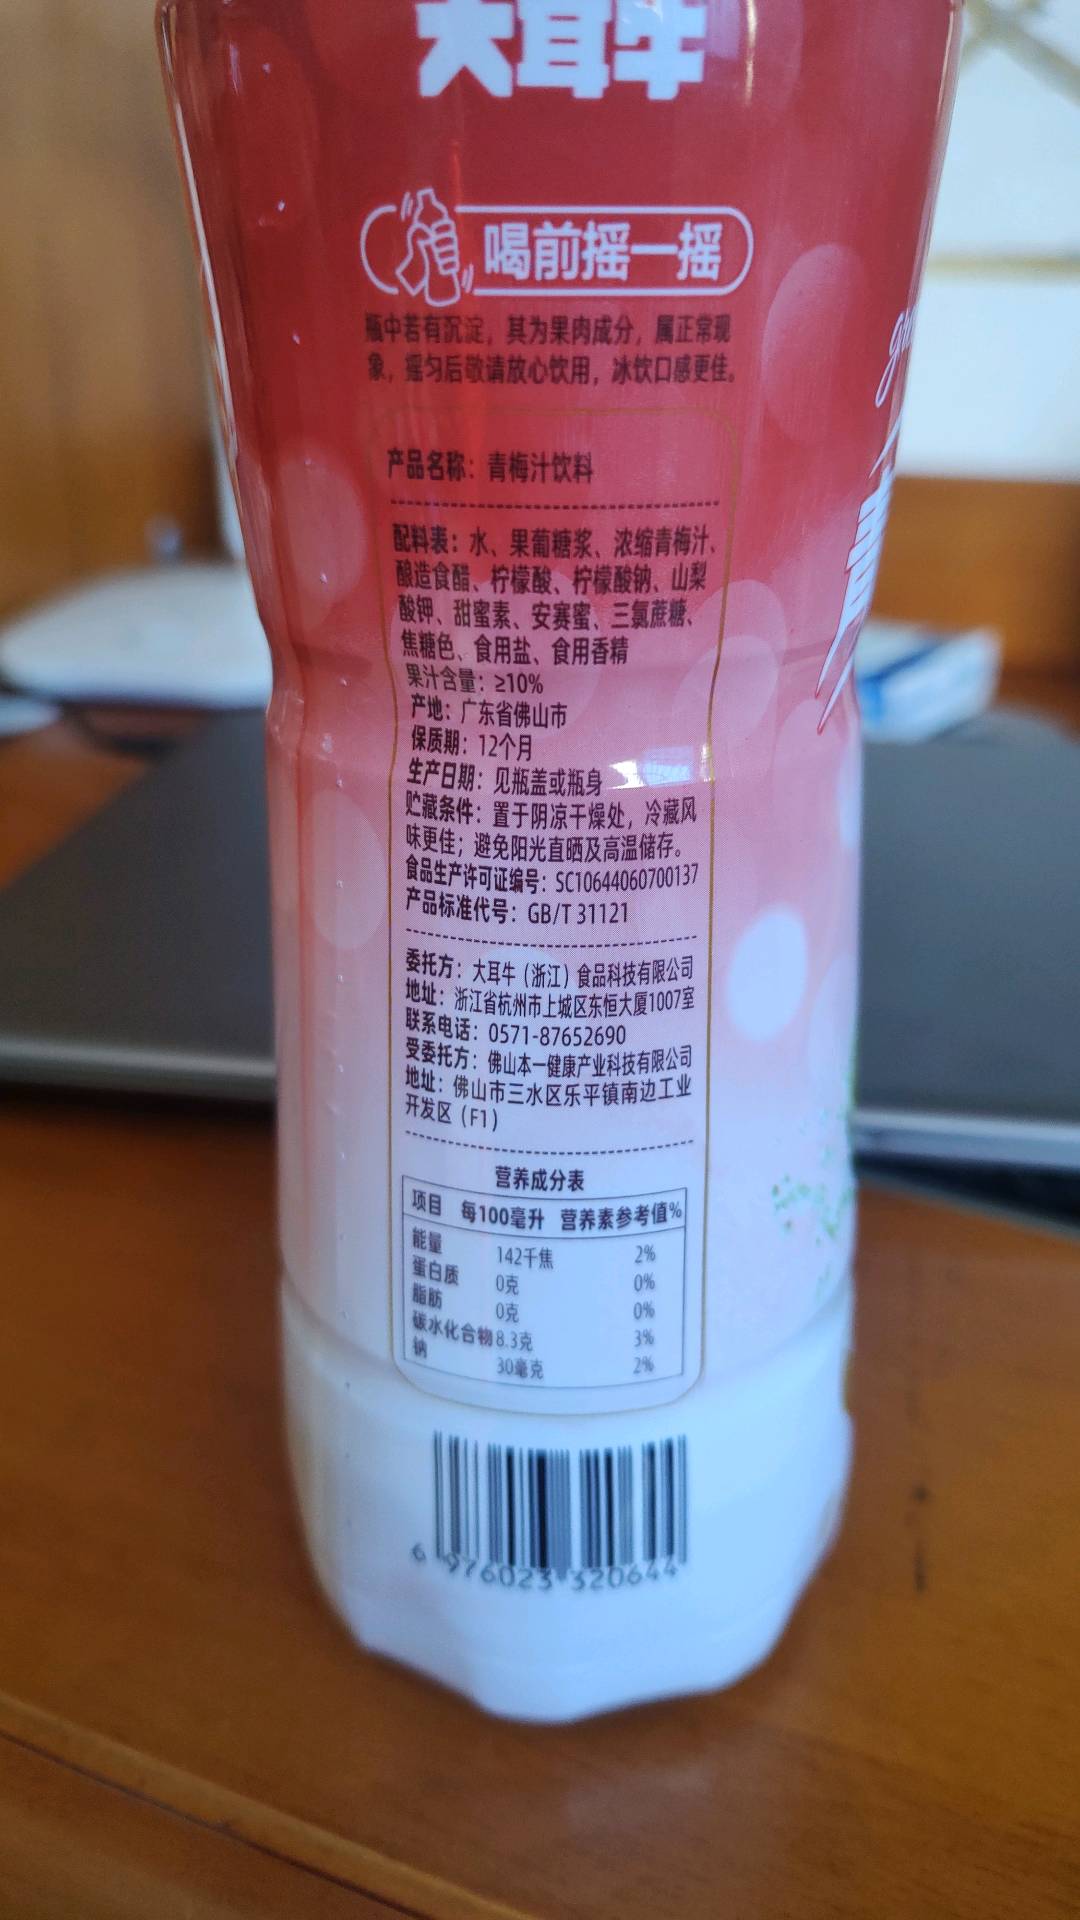 大耳牛
喝前摇一摇
瓶中若有沉淀，其为果肉成分，属正常现
象，摇匀后敬请放心饮用，冰饮口感更佳。
产品名称：青梅汁饮料
配料表：水、果葡糖浆、浓缩青梅汁、
酿造食醋、柠檬酸、柠檬酸钠、山梨
酸钾、甜蜜素、安赛蜜、三氯蔗糖、
焦糖色、食用盐、食用香精
果汁含量：≥10%
产地：广东省佛山市
保质期：12个月
生产日期：见瓶盖或瓶身
贮藏条件：置于阴凉干燥处，冷藏风
味更佳；避免阳光直晒及高温储存。
食品生产许可证编号：SC10644060700137
产品标准代号：GB/T 31121
委托方：大耳牛（浙江）食品科技有限公司
地址：浙江省杭州市上城区东恒大厦1007室
联系电话：0571-87652690
受委托方：佛山本一健康产业科技有限公司
地址：佛山市三水区乐平镇南边工业
开发区（F1）
营养成分表
项目 每100毫升 营养素参考值%
能量 142千焦 2%
蛋白质 0克 0%
脂肪 0克 0%
碳水化合物 8.3克 3%
钠 30毫克 2%
6 976023 320644
青